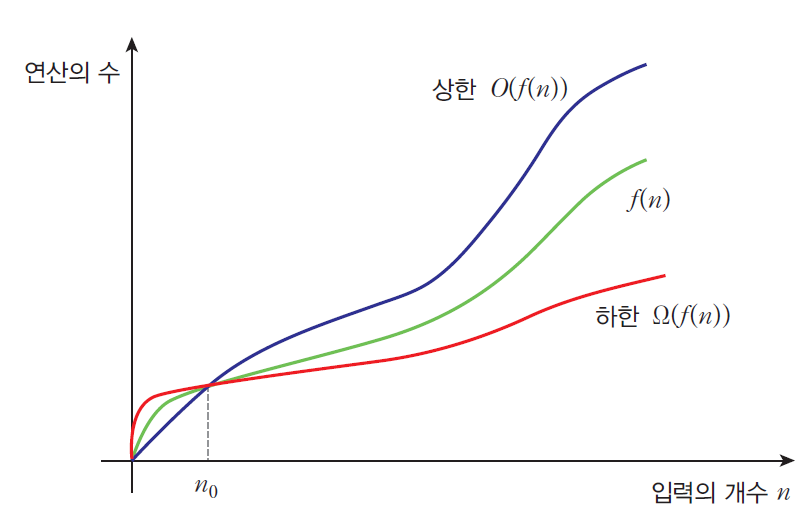 연산의 수
상한 O(f(n))
f(n)
하한 Ω(f(n))
n₀
입력의 개수 n